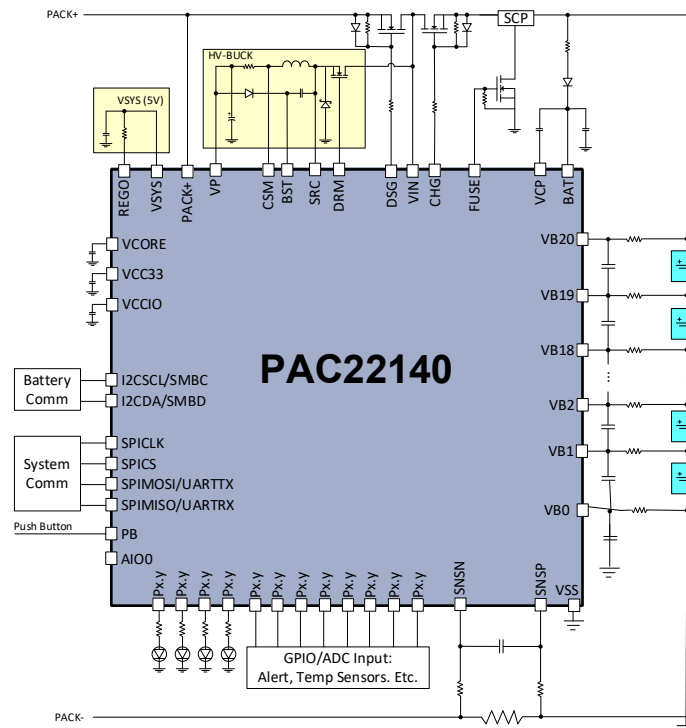 PACK+
SCP
HV-BUCK
VSYS (5V)
REGO
VSYS
PACK+
VP
CSM
BST
SRC
DRM
DSG
VIN
CHG
FUSE
VCP
BAT
VCORE
VCC33
VCCIO
VB20
VB19
VB18
VB2
VB1
VB0
PAC22140
Battery
Comm
I2CSCL/SMBC
I2CDA/SMBD
System
Comm
SPICLK
SPICS
SPIMOSI/UARTTX
SPIMISO/UARTRX
Push Button
PB
AIO0
Px.y
Px.y
Px.y
Px.y
Px.y
Px.y
Px.y
Px.y
Px.y
Px.y
Px.y
Px.y
SNSN
SNSP
VSS
GPIO/ADC Input:
Alert, Temp Sensors. Etc.
PACK-